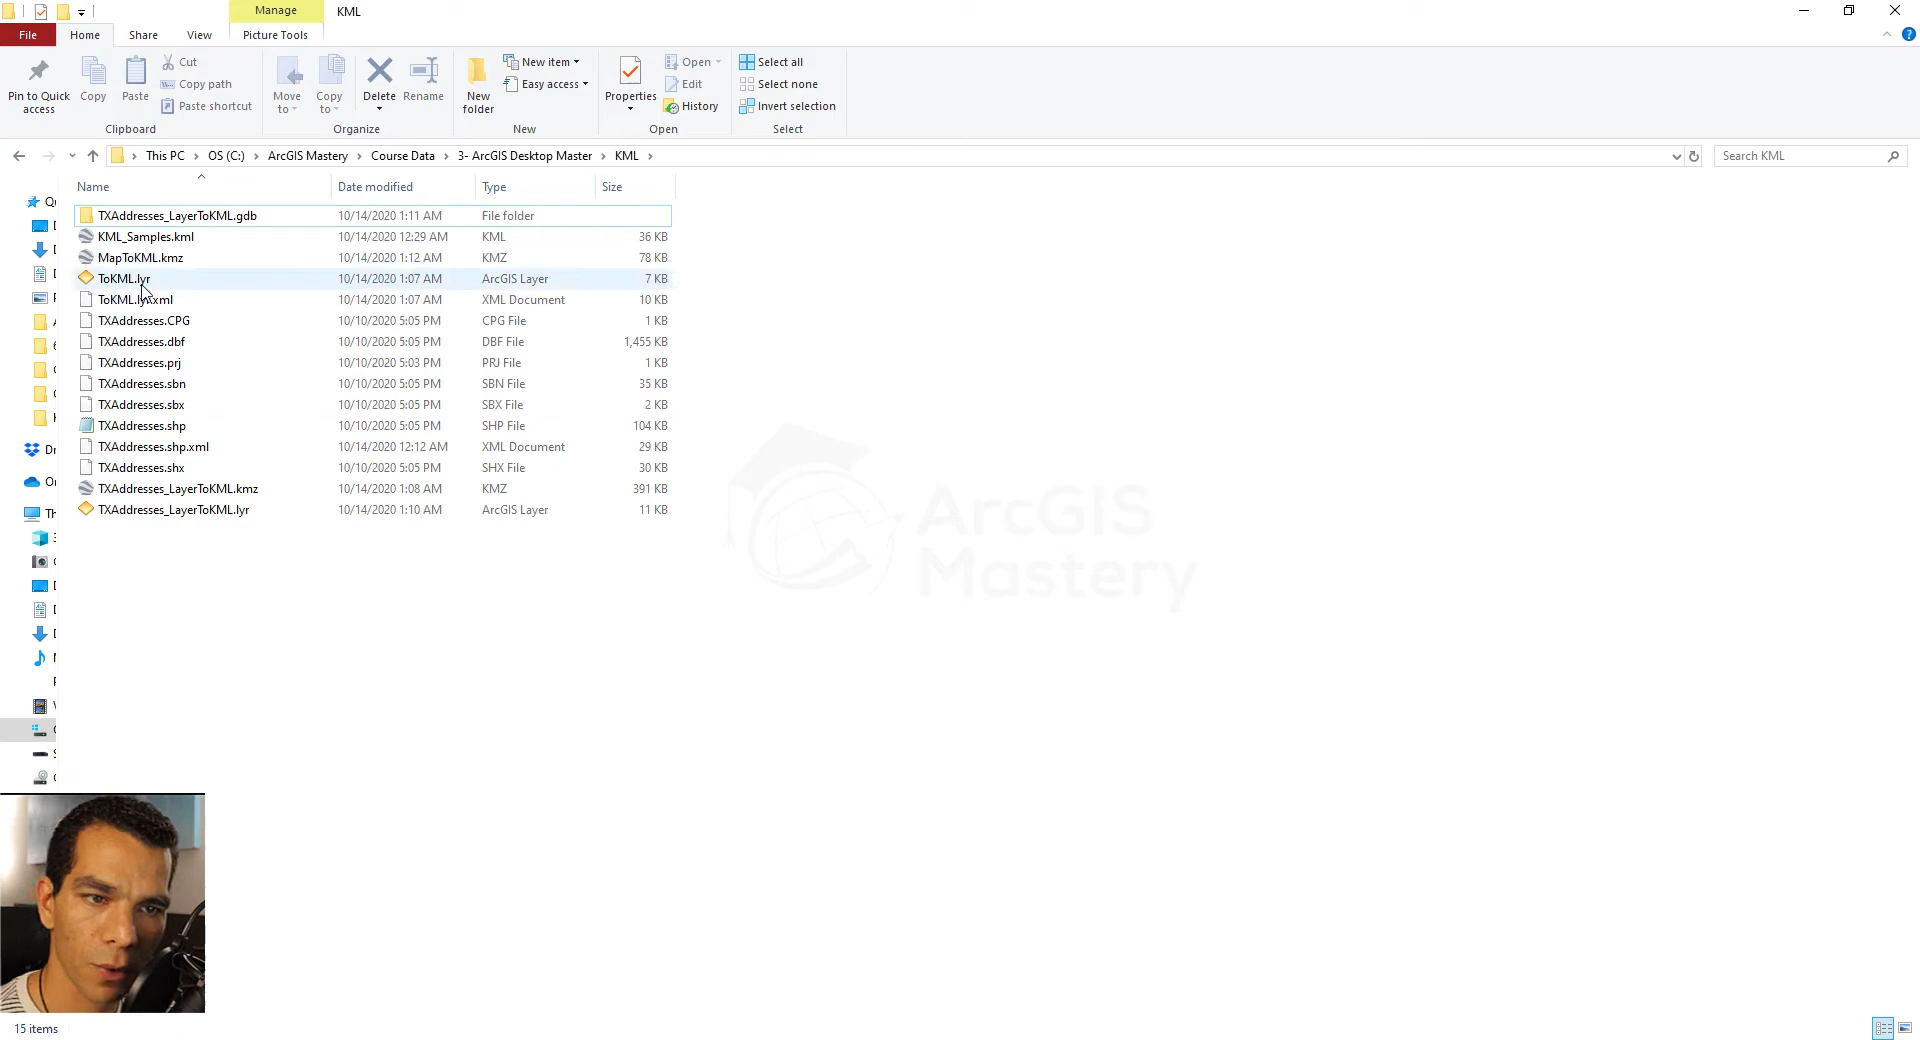 Manage
KML
File
Home
Share
View
Picture Tools
Pin to Quick access
Copy
Paste
Cut
Copy path
Paste shortcut
Clipboard
Move to
Copy to
Delete
Rename
Organize
New folder
New item
Easy access
New
Properties
Open
Edit
History
Open
Select all
Select none
Invert selection
Select
This PC > OS (C:) > ArcGIS Mastery > Course Data > 3- ArcGIS Desktop Master > KML >
Search KML
Name Date modified Type Size
TXAddresses_LayerToKML.gdb 10/14/2020 1:11 AM File folder
KML_Samples.kml 10/14/2020 12:29 AM KML 36 KB
MapToKML.kmz 10/14/2020 1:12 AM KMZ 78 KB
ToKML.lyr 10/14/2020 1:07 AM ArcGIS Layer 7 KB
ToKML.lyr.xml 10/14/2020 1:07 AM XML Document 10 KB
TXAddresses.CPG 10/10/2020 5:05 PM CPG File 1 KB
TXAddresses.dbf 10/10/2020 5:05 PM DBF File 1,455 KB
TXAddresses.prj 10/10/2020 5:03 PM PRJ File 1 KB
TXAddresses.sbn 10/10/2020 5:05 PM SBN File 35 KB
TXAddresses.sbx 10/10/2020 5:05 PM SBX File 2 KB
TXAddresses.shp 10/10/2020 5:05 PM SHP File 104 KB
TXAddresses.shp.xml 10/14/2020 12:12 AM XML Document 29 KB
TXAddresses.shx 10/10/2020 5:05 PM SHX File 30 KB
TXAddresses_LayerToKML.kmz 10/14/2020 1:08 AM KMZ 391 KB
TXAddresses_LayerToKML.lyr 10/14/2020 1:10 AM ArcGIS Layer 11 KB
ArcGIS
Mastery
15 items